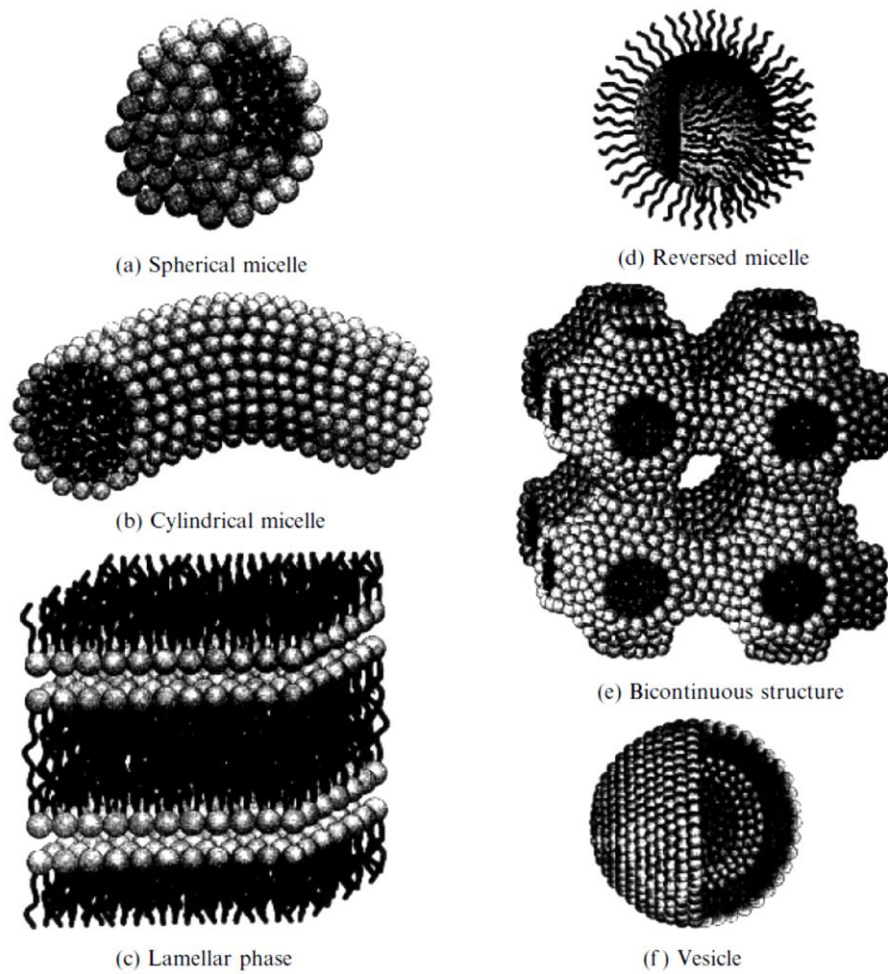 (a) Spherical micelle
(b) Cylindrical micelle
(c) Lamellar phase
(d) Reversed micelle
(e) Bicontinuous structure
(f) Vesicle